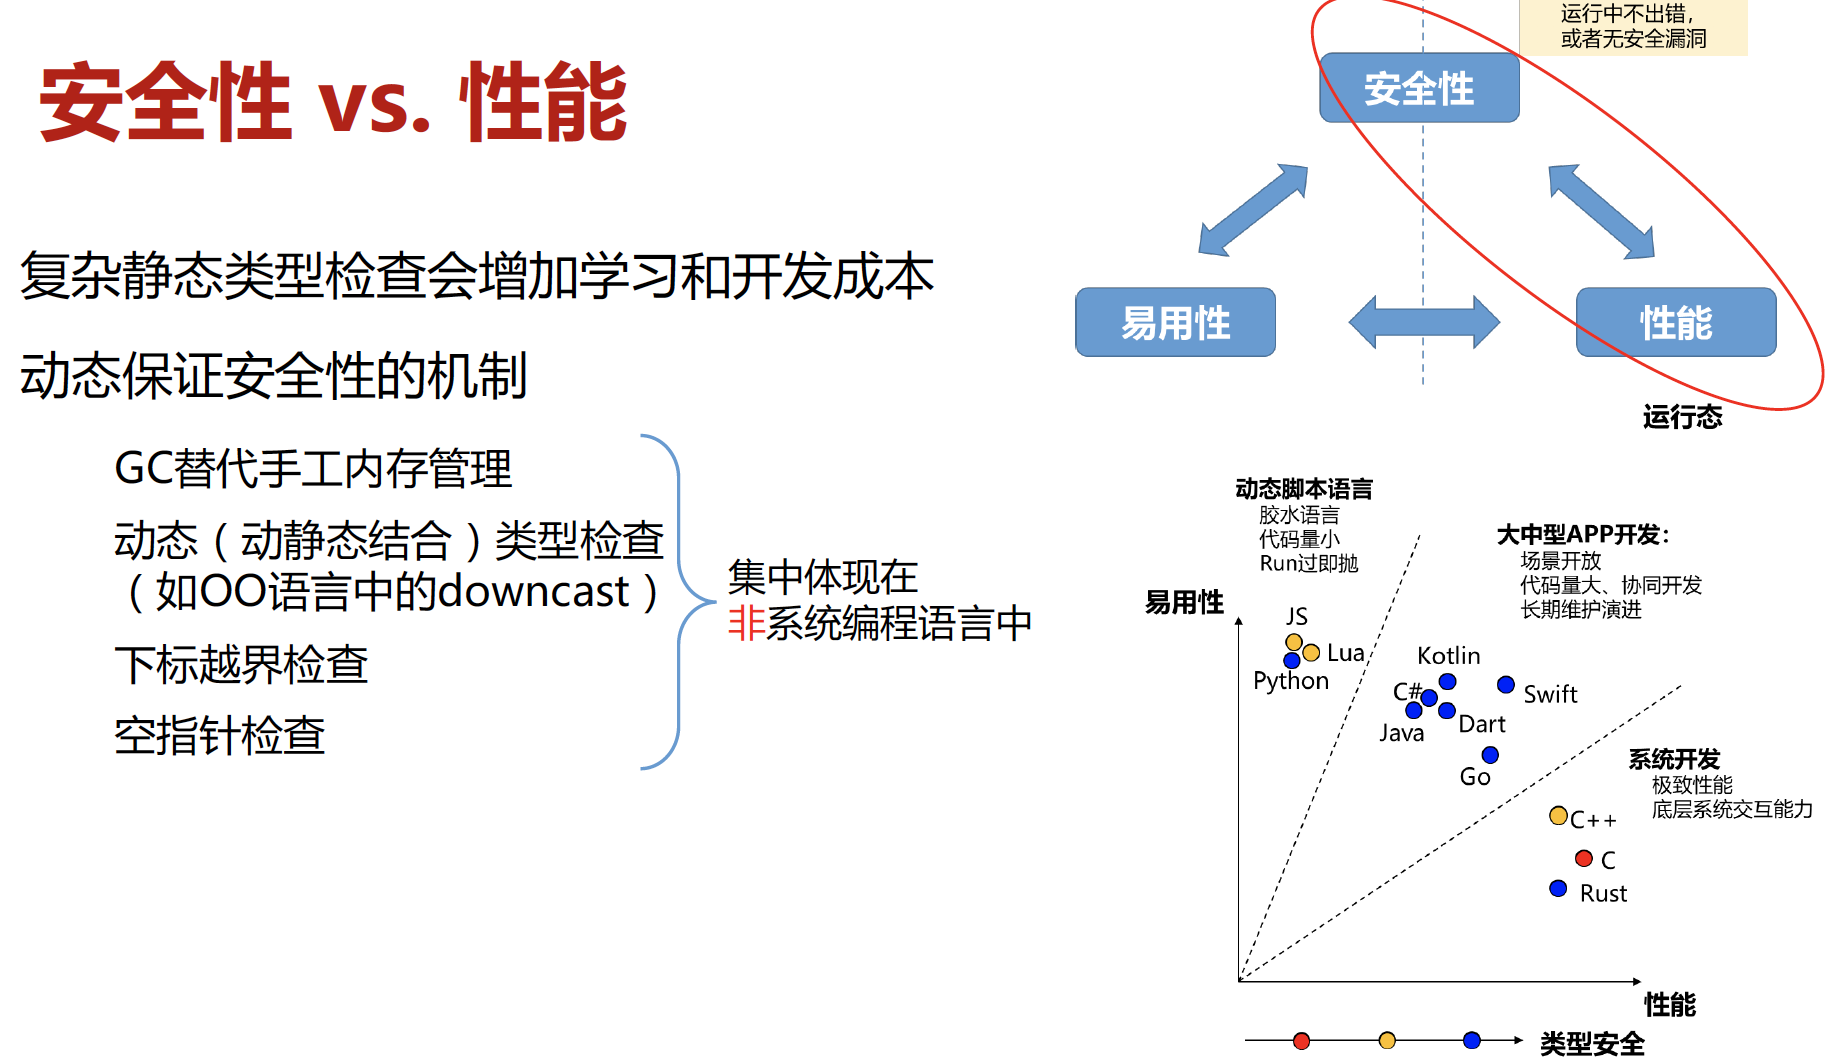 安全性 vs. 性能
复杂静态类型检查会增加学习和开发成本
动态保证安全性的机制
GC替代手工内存管理
动态（动静态结合）类型检查
（如OO语言中的downcast）
下标越界检查
空指针检查
集中体现在
非系统编程语言中
运行中不出错，
或者无安全漏洞
安全性
易用性
性能
运行态
动态脚本语言
胶水语言
代码量小
Run过即抛
大中型APP开发：
场景开放
代码量大、协同开发
长期维护演进
易用性
JS
Lua
Python
Kotlin
C#
Swift
Java
Dart
Go
系统开发
极致性能
底层系统交互能力
C++
C
Rust
性能
类型安全